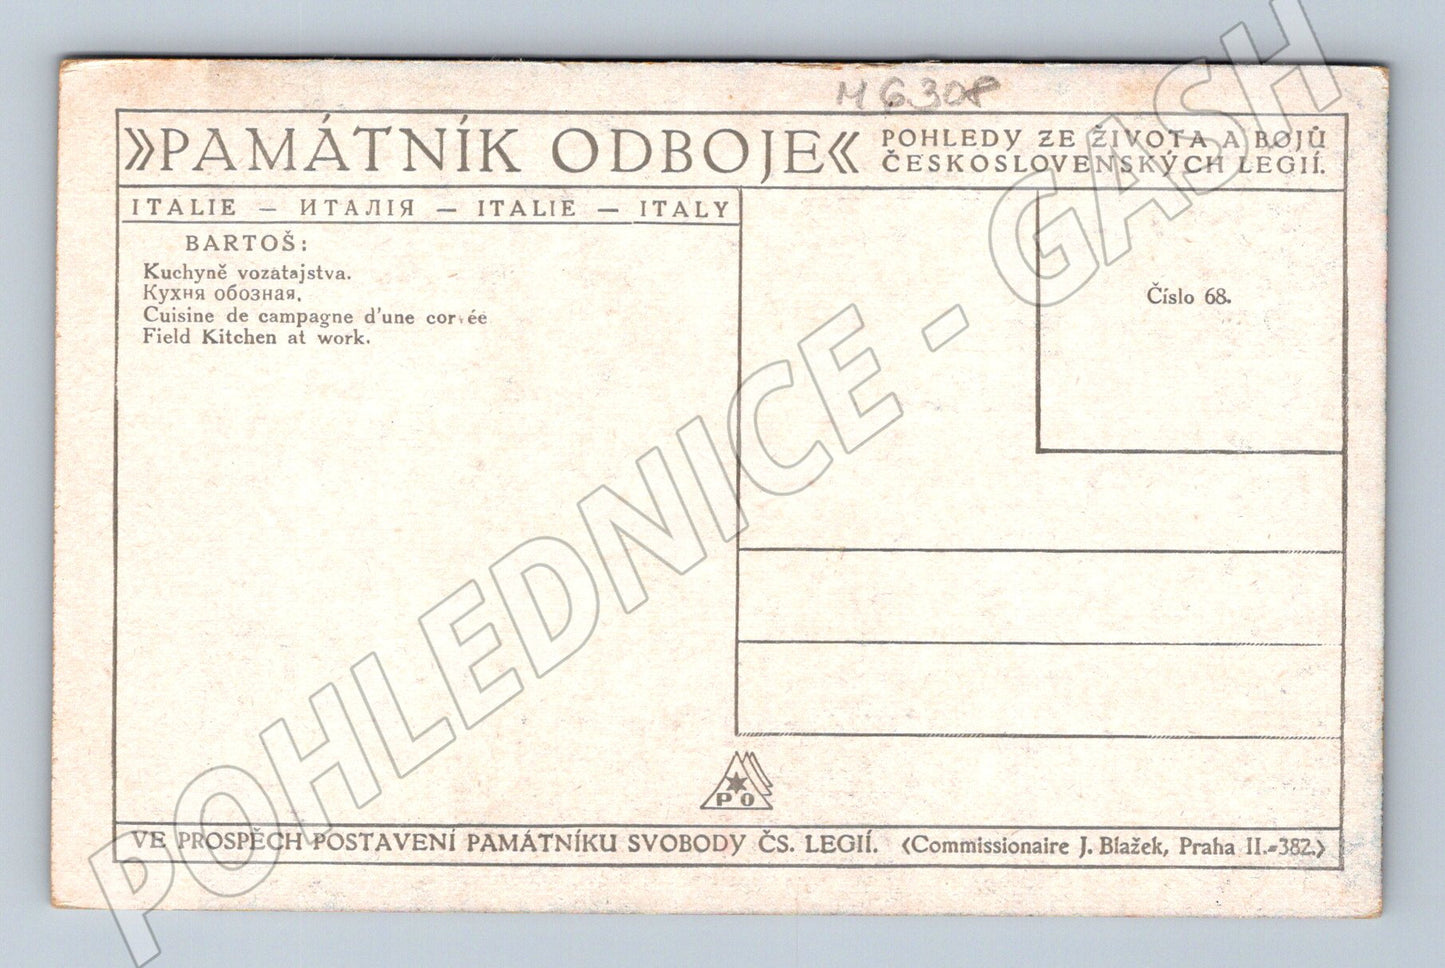 M 6308
»PAMÁTNÍK ODBOJE«
POHLEDY ZE ŽIVOTA A BOJŮ
ČESKOSLOVENSKÝCH LEGIÍ.
ITALIE — ИТАЛІЯ — ITALIE — ITALY
BARTOŠ:
Kuchyně vozatajstva.
Кухня обозная.
Cuisine de campagne d'une corvée
Field Kitchen at work.
Číslo 68.
PO
VE PROSPĚCH POSTAVENÍ PAMÁTNÍKU SVOBODY ČS. LEGIÍ. (Commissionaire J. Blažek, Praha II.-382.)
POHLEDNICE - GASH